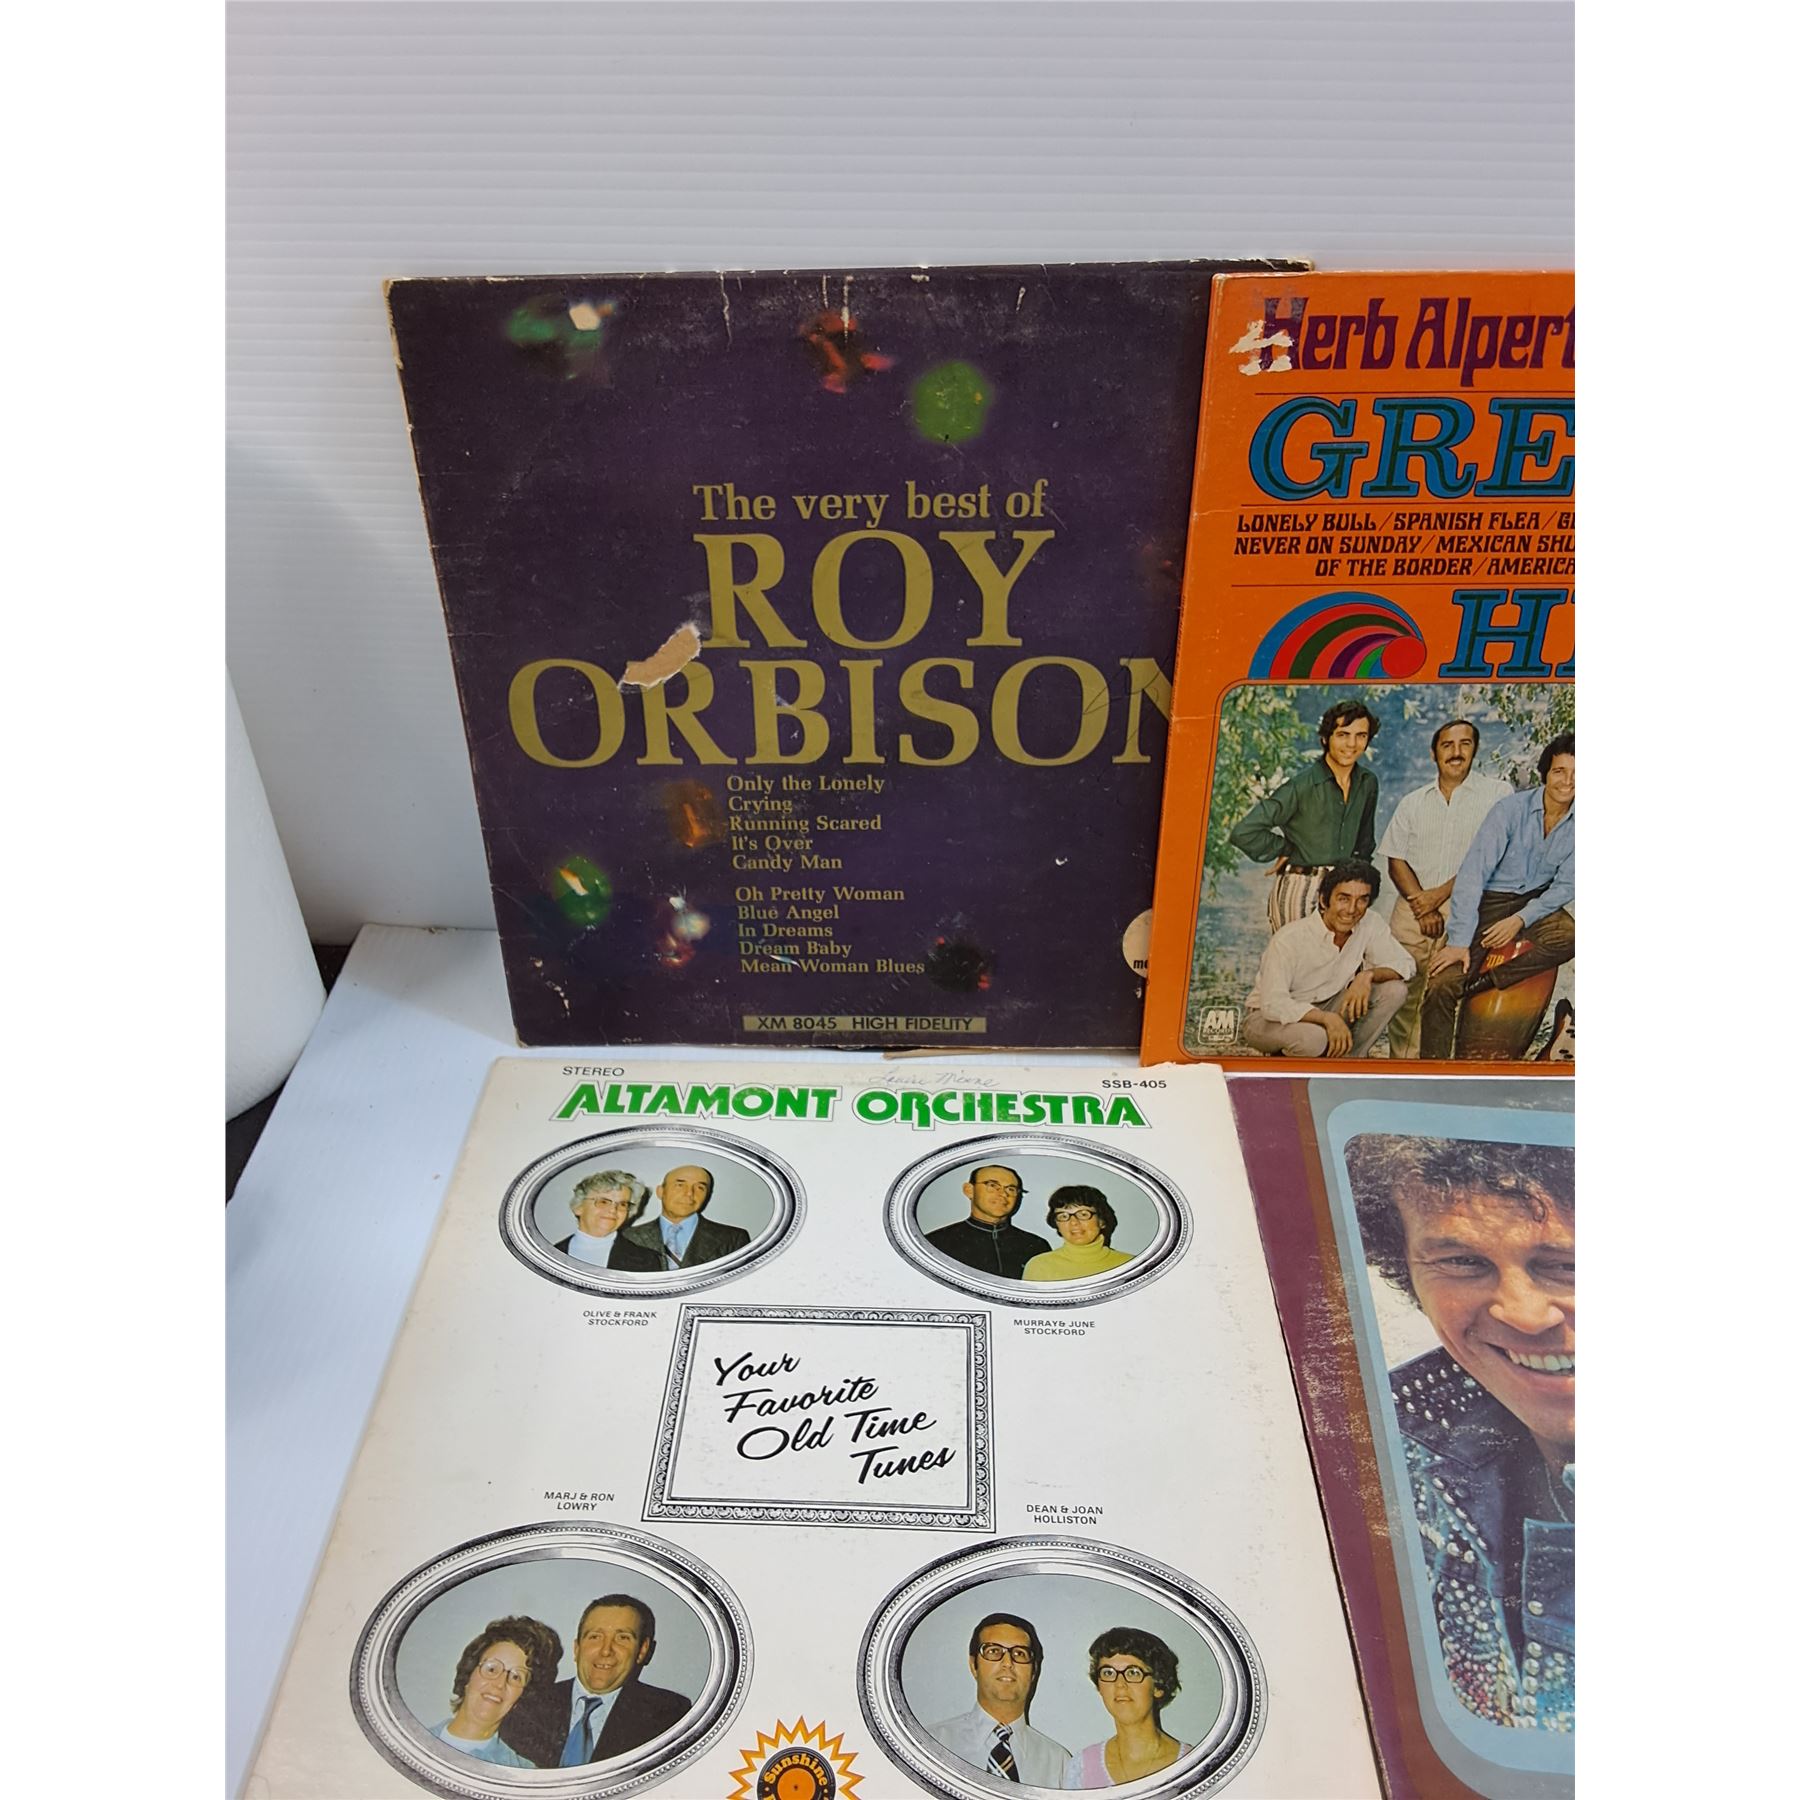 The very best of
ROY
ORBISON
Only the Lonely
Crying
Running Scared
It's Over
Candy Man
Oh Pretty Woman
Blue Angel
In Dreams
Dream Baby
Mean Woman Blues
XM 8045 HIGH FIDELITY
Herb Alpert
GRE
LONELY BULL / SPANISH FLEA /
NEVER ON SUNDAY / MEXICAN SHU
OF THE BORDER / AMERICA
HI
A&M
RECORDS
STEREO
SSB-405
ALTAMONT ORCHESTRA
OLIVE & FRANK
STOCKFORD
MURRAY & JUNE
STOCKFORD
Your
Favorite
Old Time
Tunes
MARJ & RON
LOWRY
DEAN & JOAN
HOLLISTON
Sunshine